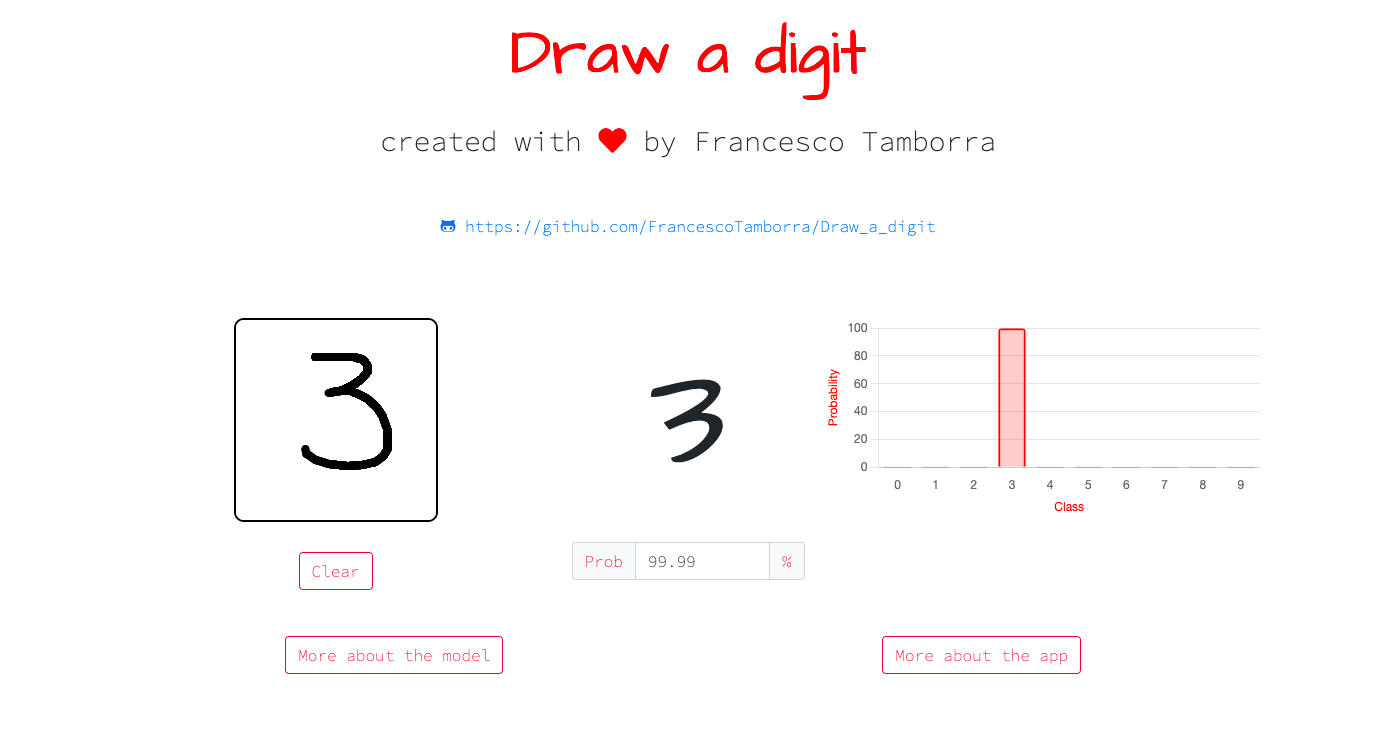 Draw a digit
created with ❤ by Francesco Tamborra
https://github.com/FrancescoTamborra/Draw_a_digit
3
3
Probability
100
80
60
40
20
0
0 1 2 3 4 5 6 7 8 9
Class
Prob 99.99 %
Clear
More about the model
More about the app